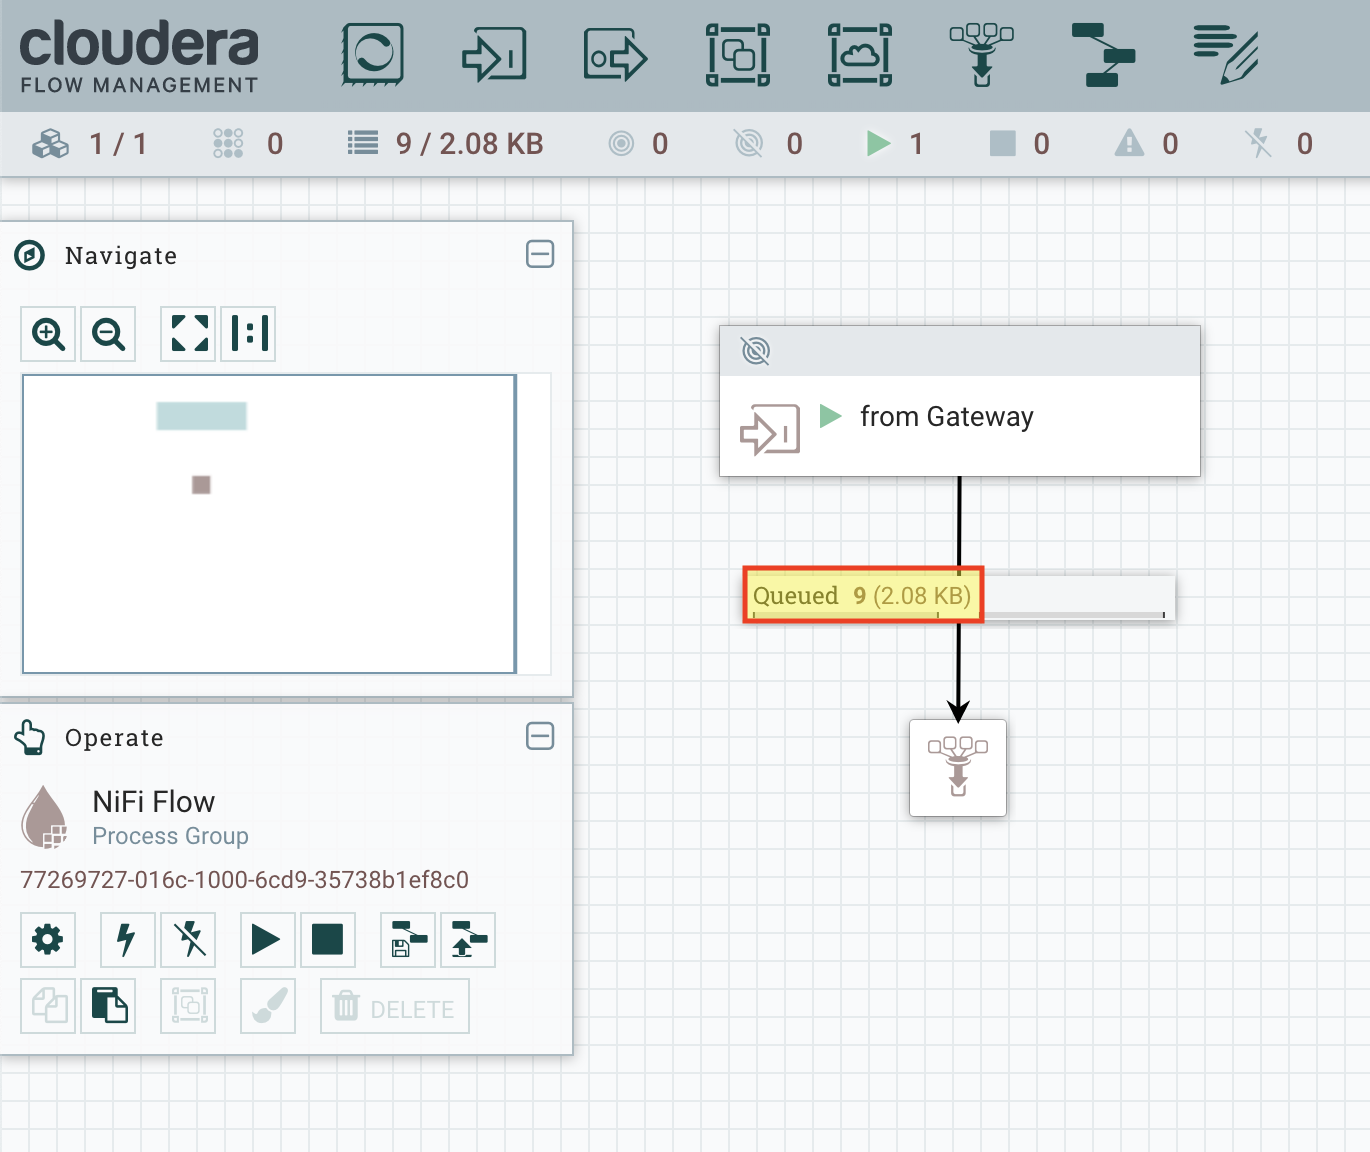 cloudera
FLOW MANAGEMENT
1 / 1
0
9 / 2.08 KB
0
0
1
0
0
0
Navigate
from Gateway
Queued 9 (2.08 KB)
Operate
NiFi Flow
Process Group
77269727-016c-1000-6cd9-35738b1ef8c0
DELETE